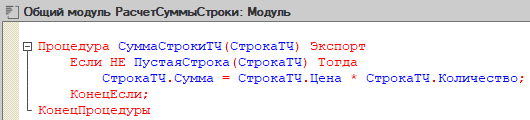 Общий модуль РасчетСуммыСтроки: Модуль
Процедура СуммаСтрокиТЧ(СтрокаТЧ) Экспорт
Если НЕ ПустаяСтрока(СтрокаТЧ) Тогда
СтрокаТЧ.Сумма = СтрокаТЧ.Цена * СтрокаТЧ.Количество;
КонецЕсли;
КонецПроцедуры